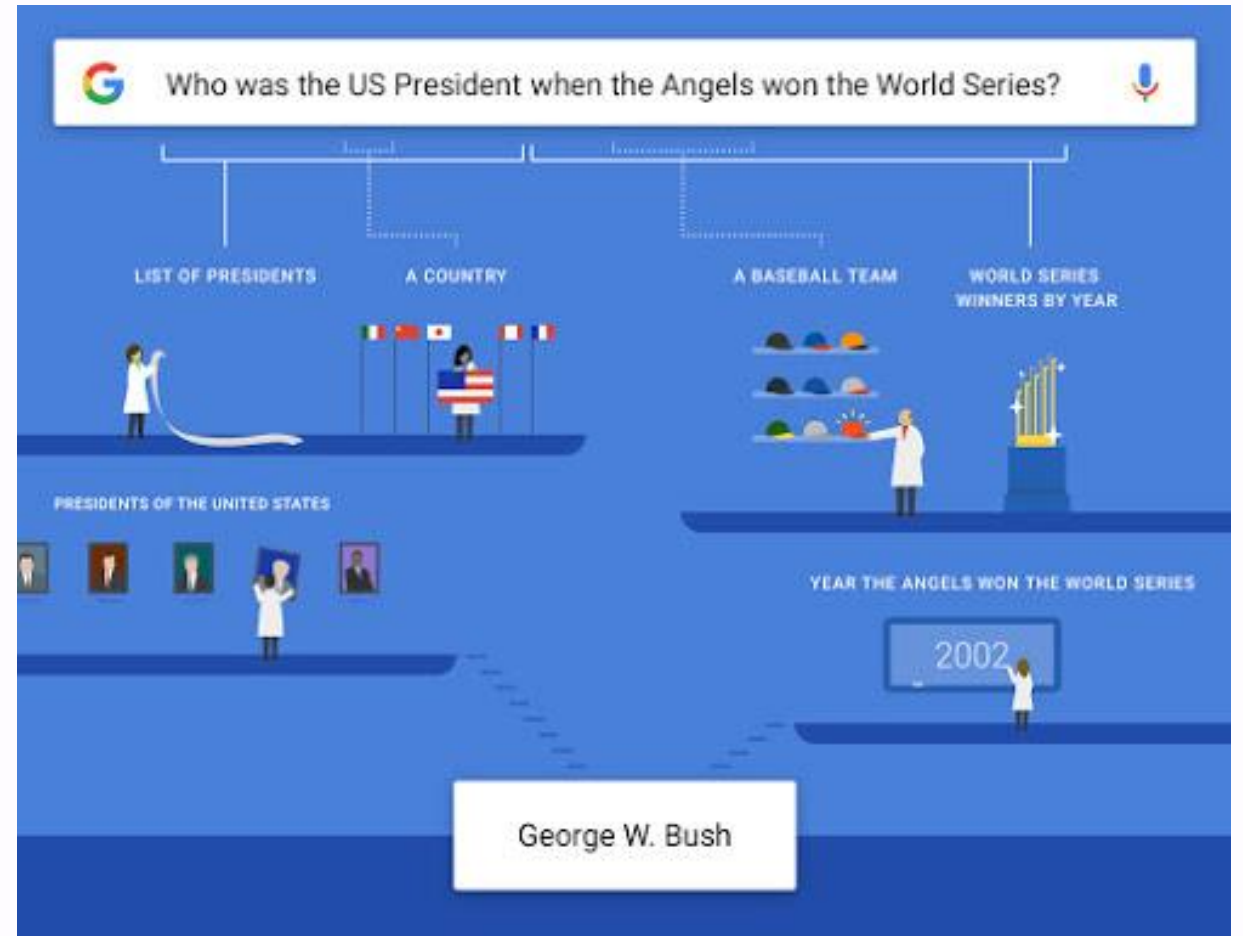 Who was the US President when the Angels won the World Series?
LIST OF PRESIDENTS
A COUNTRY
A BASEBALL TEAM
WORLD SERIES
WINNERS BY YEAR
PRESIDENTS OF THE UNITED STATES
YEAR THE ANGELS WON THE WORLD SERIES
2002
George W. Bush